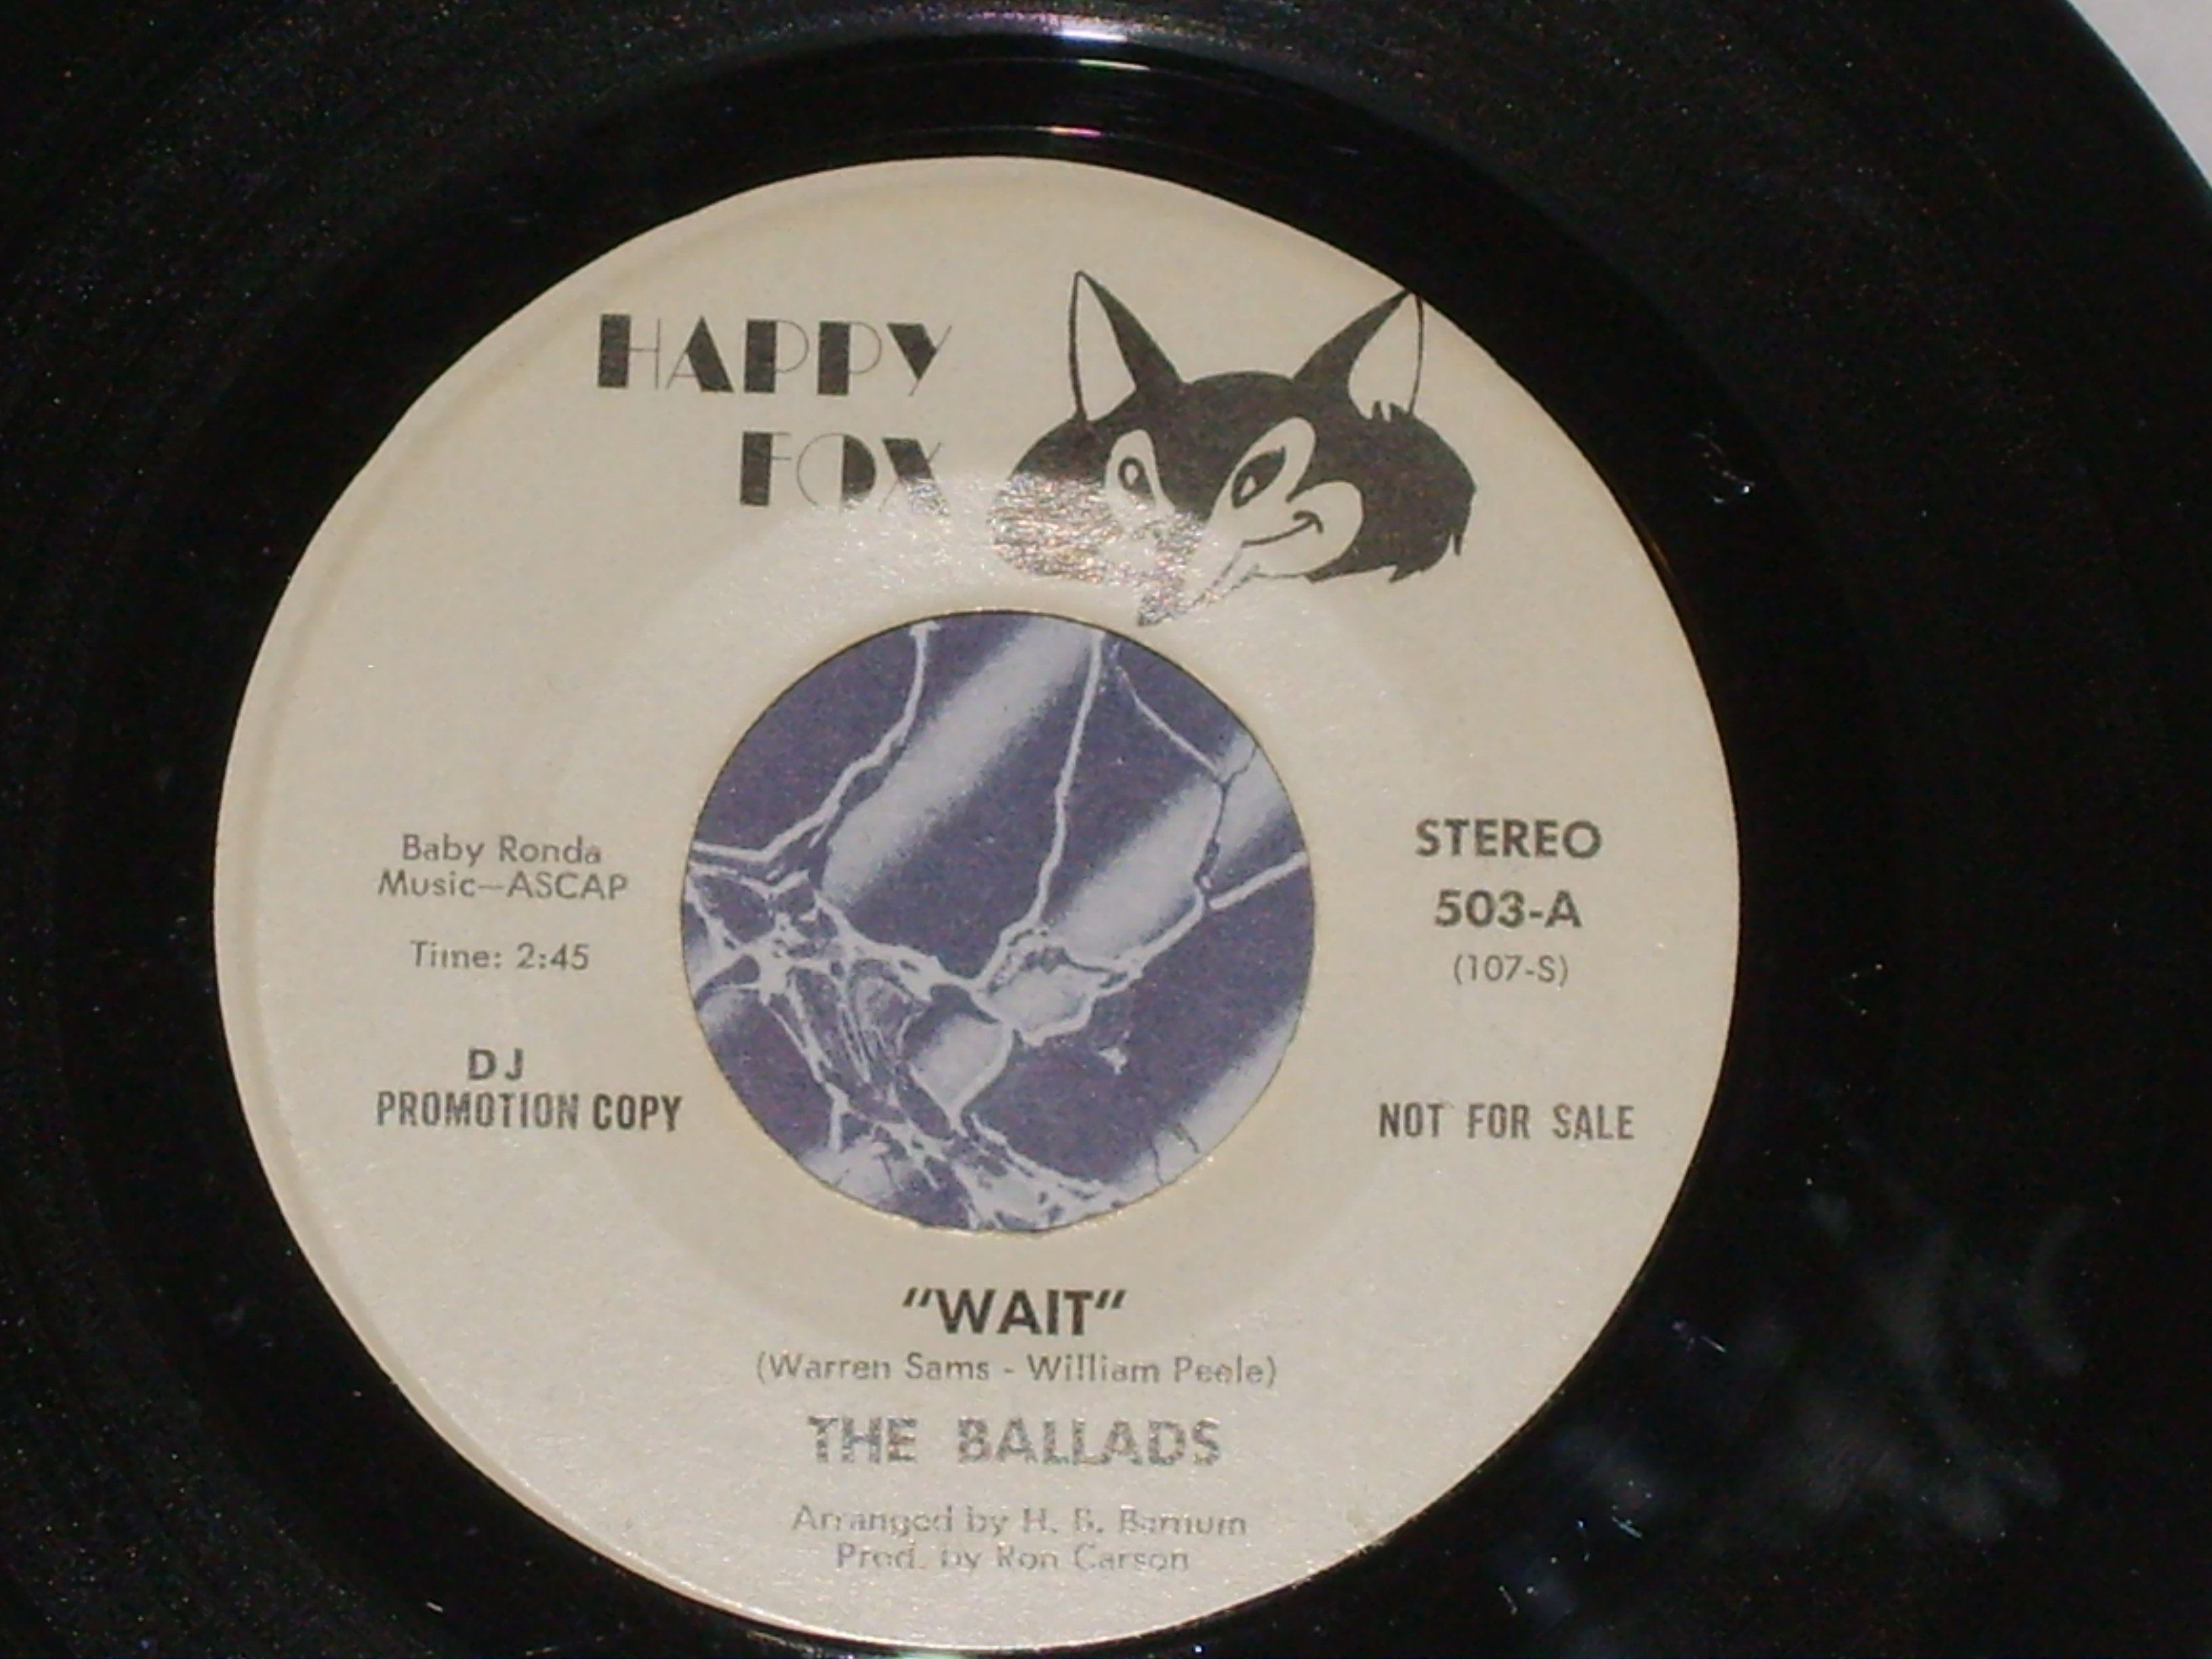 HAPPY
FOX
Baby Ronda
Music—ASCAP
Time: 2:45
DJ
PROMOTION COPY
STEREO
503-A
(107-S)
NOT FOR SALE
"WAIT"
(Warren Sams - William Peele)
THE BALLADS
Arranged by H. B. Barnum
Prod. by Ron Carson